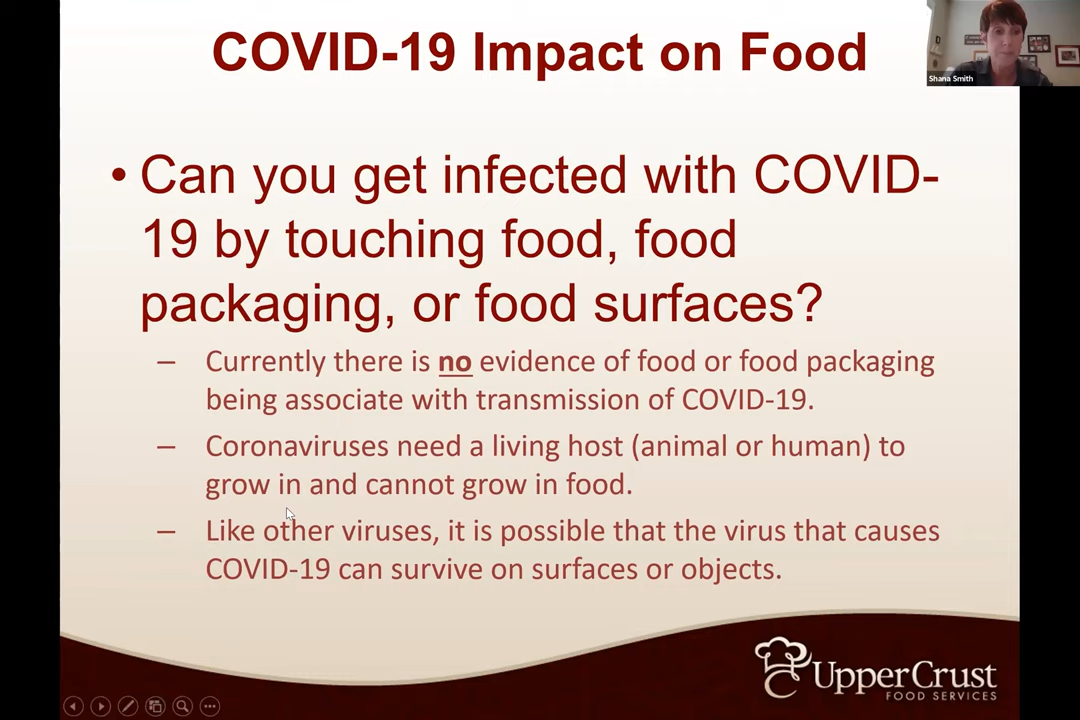 COVID-19 Impact on Food
Shana Smith
• Can you get infected with COVID-
19 by touching food, food
packaging, or food surfaces?
– Currently there is no evidence of food or food packaging
being associate with transmission of COVID-19.
– Coronaviruses need a living host (animal or human) to
grow in and cannot grow in food.
– Like other viruses, it is possible that the virus that causes
COVID-19 can survive on surfaces or objects.
UpperCrust
FOOD SERVICES